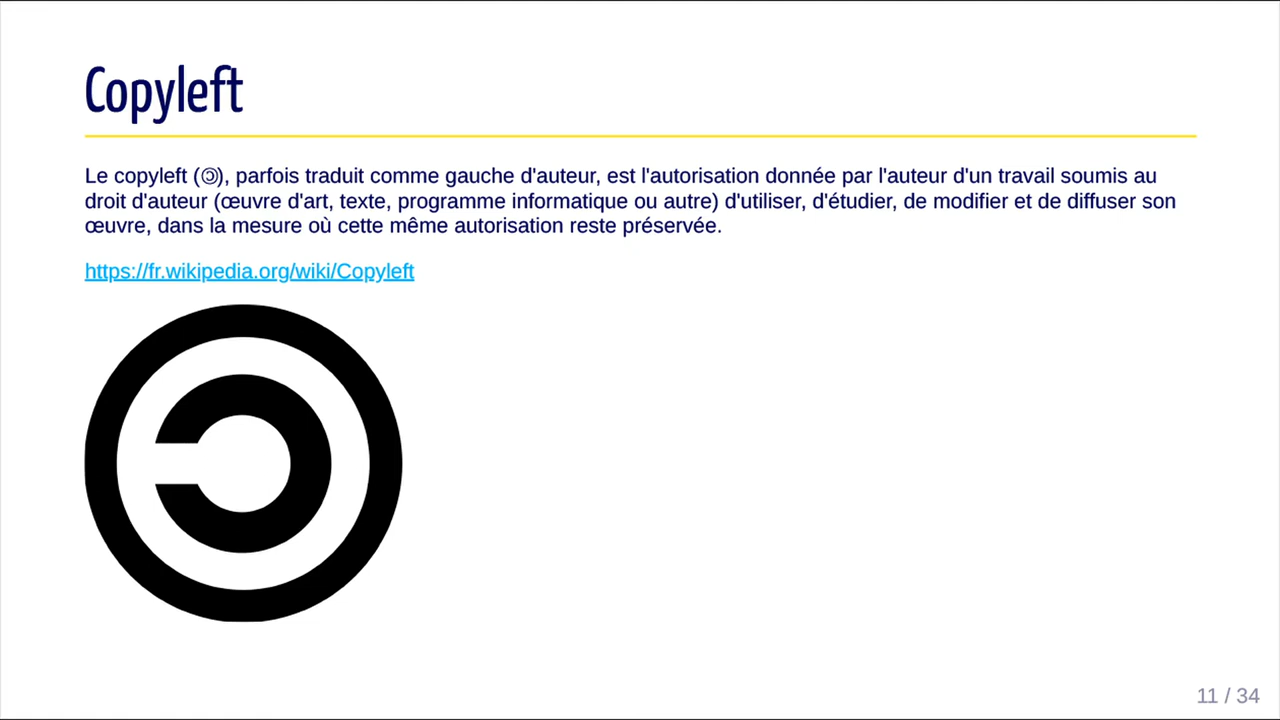 Copyleft
Le copyleft (🄯), parfois traduit comme gauche d'auteur, est l'autorisation donnée par l'auteur d'un travail soumis au
droit d'auteur (œuvre d'art, texte, programme informatique ou autre) d'utiliser, d'étudier, de modifier et de diffuser son
œuvre, dans la mesure où cette même autorisation reste préservée.
https://fr.wikipedia.org/wiki/Copyleft
11 / 34